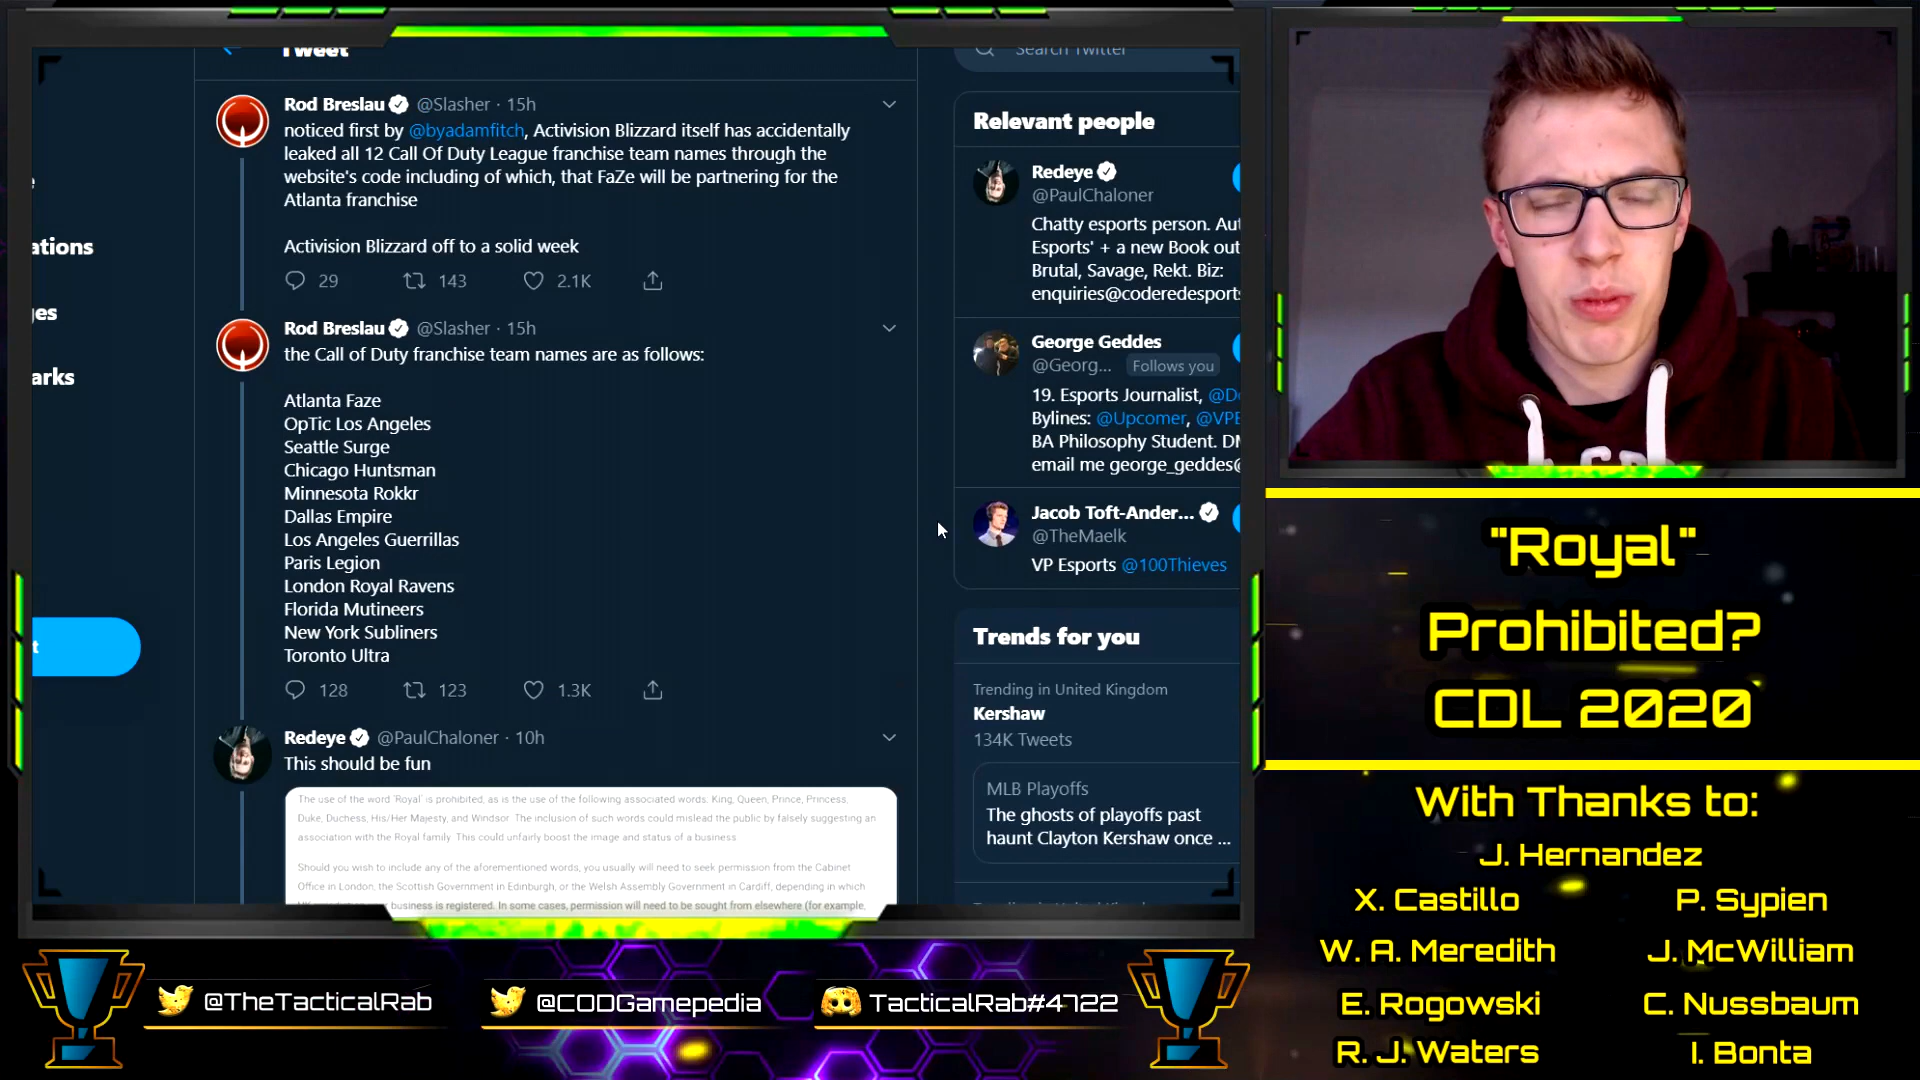 Tweet
Search Twitter
Rod Breslau @Slasher · 15h
noticed first by @byadamfitch, Activision Blizzard itself has accidentally
leaked all 12 Call Of Duty League franchise team names through the
website's code including of which, that FaZe will be partnering for the
Atlanta franchise
Activision Blizzard off to a solid week
29 143 2.1K
Rod Breslau @Slasher · 15h
the Call of Duty franchise team names are as follows:
Atlanta Faze
OpTic Los Angeles
Seattle Surge
Chicago Huntsman
Minnesota Rokkr
Dallas Empire
Los Angeles Guerrillas
Paris Legion
London Royal Ravens
Florida Mutineers
New York Subliners
Toronto Ultra
128 123 1.3K
Redeye @PaulChaloner · 10h
This should be fun
The use of the word 'Royal' is prohibited, as is the use of the following associated words: King, Queen, Prince, Princess,
Duke, Duchess, His/Her Majesty, and Windsor. The inclusion of such words could mislead the public by falsely suggesting an
association with the Royal family. This could unfairly boost the image and status of a business
Should you wish to include any of the aforementioned words, you usually will need to seek permission from the Cabinet
Office in London, the Scottish Government in Edinburgh, or the Welsh Assembly Government in Cardiff, depending in which
business is registered. In some cases, permission will need to be sought from elsewhere (for example,
ations
ges
arks
t
Relevant people
Redeye
@PaulChaloner
Chatty esports person. Aut
Esports' + a new Book out
Brutal, Savage, Rekt. Biz:
enquiries@coderedesports
George Geddes
@Georg... Follows you
19. Esports Journalist, @De
Bylines: @Upcomer, @VPE
BA Philosophy Student. DM
email me george_geddes@
Jacob Toft-Ander...
@TheMaelk
VP Esports @100Thieves
Trends for you
Trending in United Kingdom
Kershaw
134K Tweets
MLB Playoffs
The ghosts of playoffs past
haunt Clayton Kershaw once ...
"Royal"
Prohibited?
CDL 2020
With Thanks to:
J. Hernandez
X. Castillo P. Sypien
W. A. Meredith J. McWilliam
E. Rogowski C. Nussbaum
R. J. Waters I. Bonta
@TheTacticalRab @CODGamepedia TacticalRab#4722